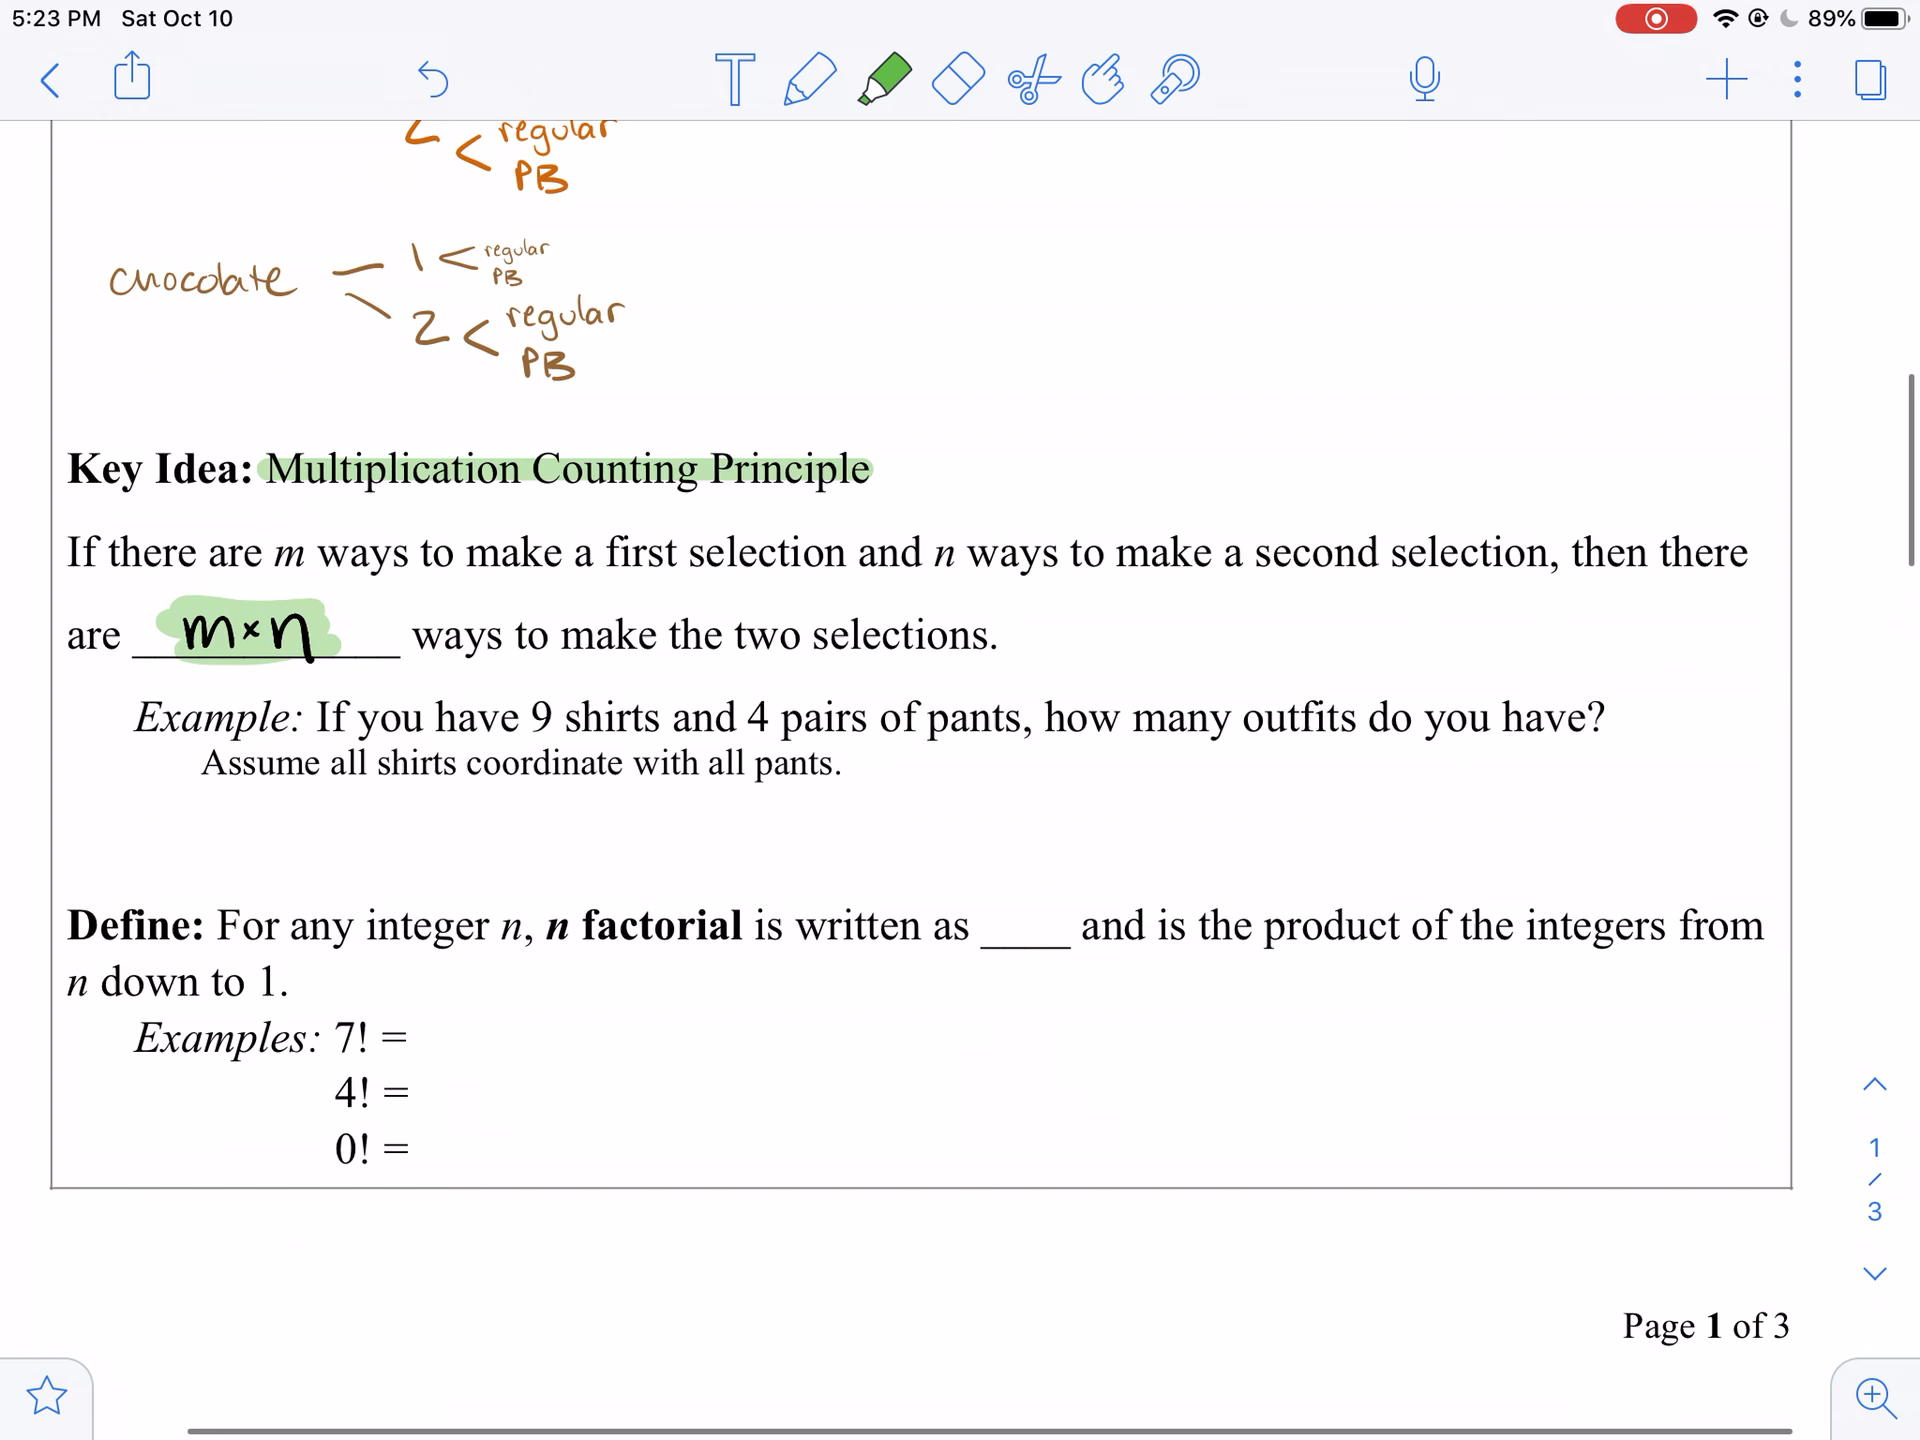 5:23 PM Sat Oct 10
89%
T
2 < regular
PB
chocolate — 1 < regular
PB
2 < regular
PB
Key Idea: Multiplication Counting Principle
If there are m ways to make a first selection and n ways to make a second selection, then there
are m×n ways to make the two selections.
Example: If you have 9 shirts and 4 pairs of pants, how many outfits do you have?
Assume all shirts coordinate with all pants.
Define: For any integer n, n factorial is written as ____ and is the product of the integers from
n down to 1.
Examples: 7! =
4! =
0! =
1
/
3
Page 1 of 3